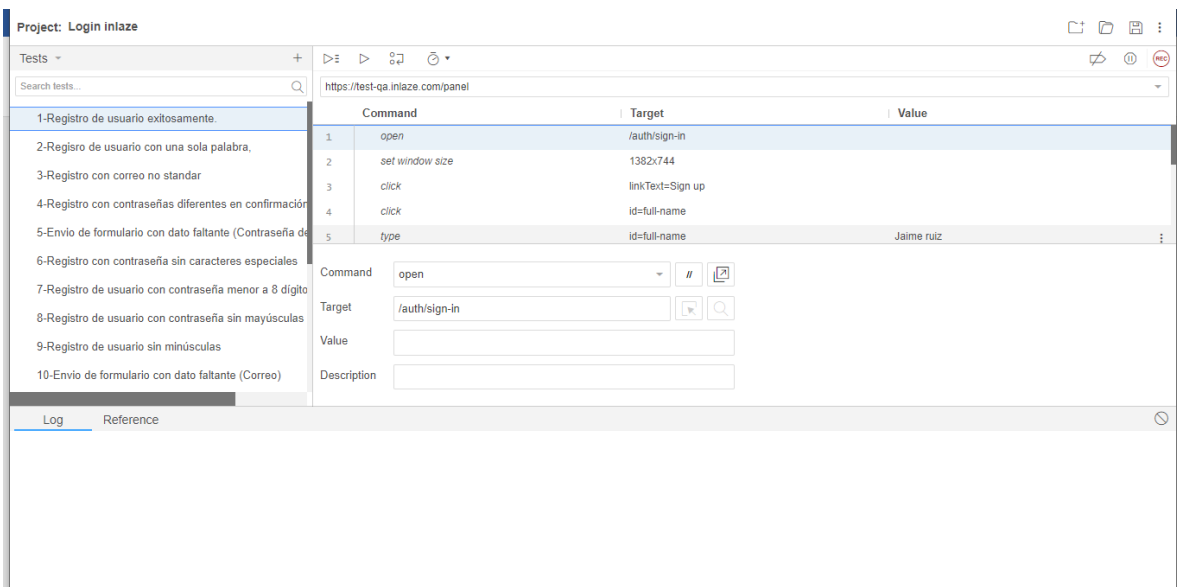 Project: Login inlaze
Tests
Search tests...
1-Registro de usuario exitosamente.
2-Regisro de usuario con una sola palabra,
3-Registro con correo no standar
4-Registro con contraseñas diferentes en confirmación
5-Envio de formulario con dato faltante (Contraseña de
6-Registro con contraseña sin caracteres especiales
7-Registro de usuario con contraseña menor a 8 dígito
8-Registro de usuario con contraseña sin mayúsculas
9-Registro de usuario sin minúsculas
10-Envio de formulario con dato faltante (Correo)
REC
https://test-qa.inlaze.com/panel
Command Target Value
1 open /auth/sign-in
2 set window size 1382x744
3 click linkText=Sign up
4 click id=full-name
5 type id=full-name Jaime ruiz
Command open //
Target /auth/sign-in
Value
Description
Log Reference